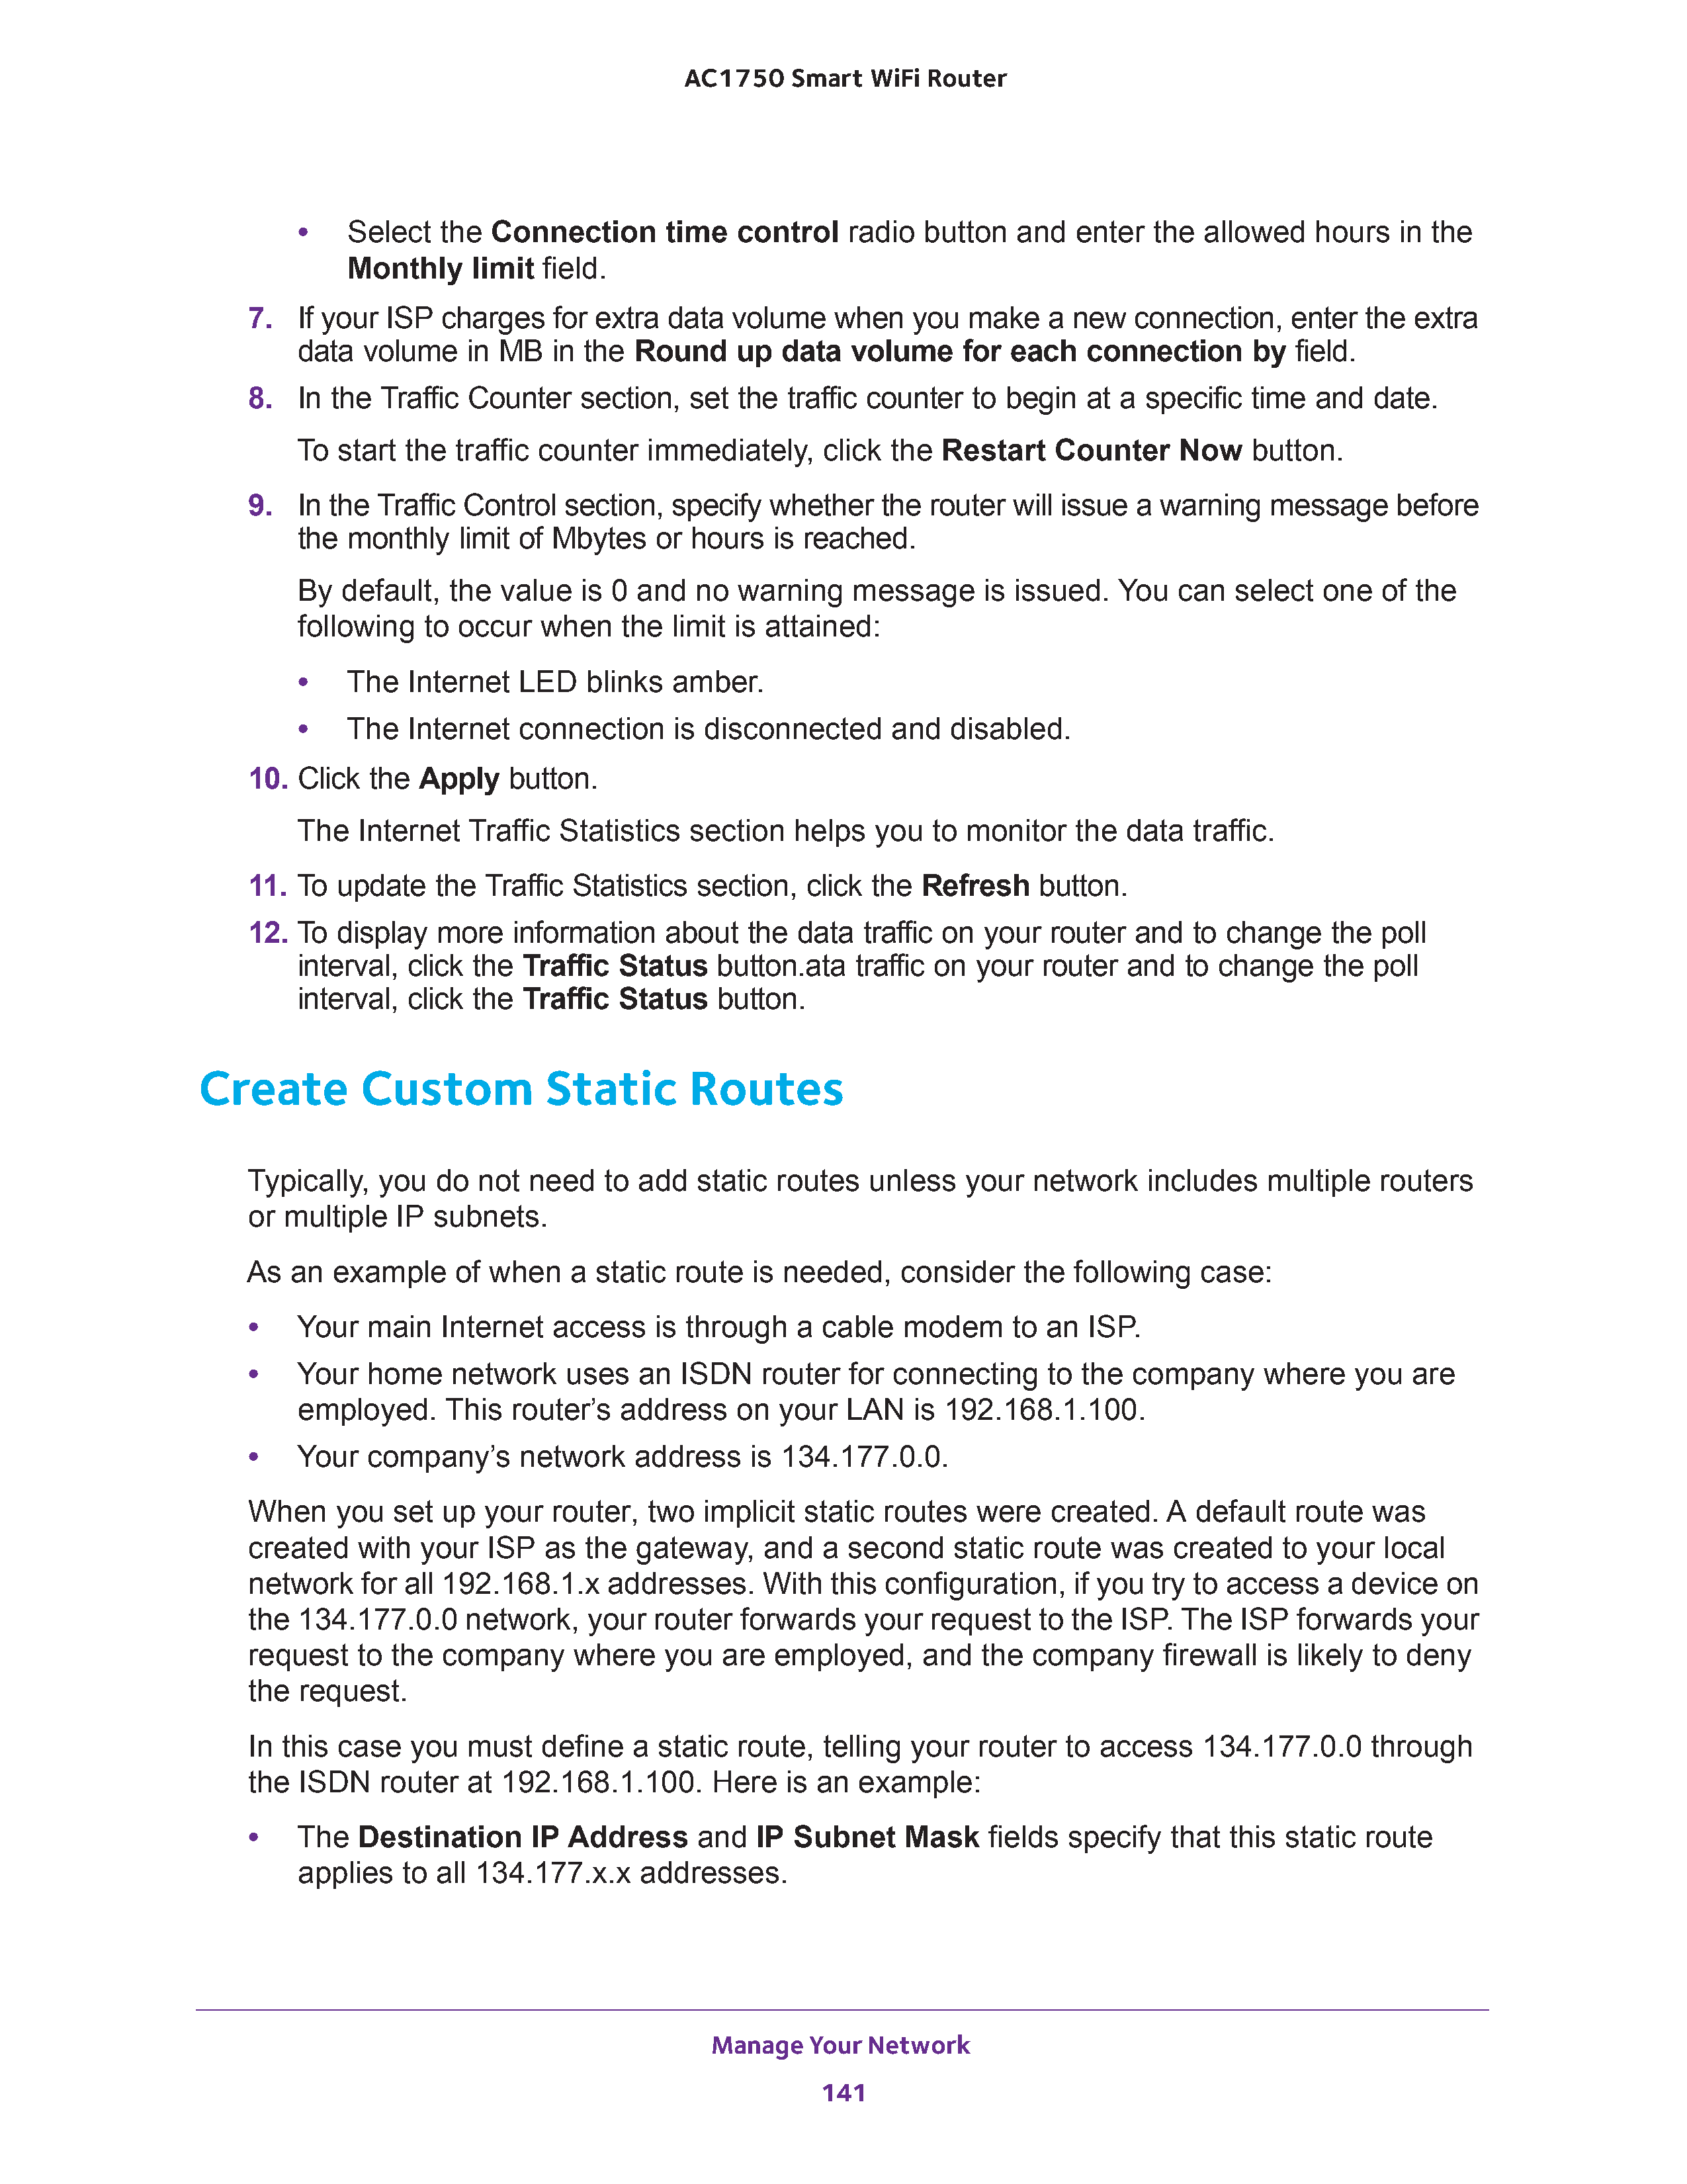 AC1750 Smart WiFi Router
• Select the Connection time control radio button and enter the allowed hours in the
Monthly limit field.
7. If your ISP charges for extra data volume when you make a new connection, enter the extra
data volume in MB in the Round up data volume for each connection by field.
8. In the Traffic Counter section, set the traffic counter to begin at a specific time and date.
To start the traffic counter immediately, click the Restart Counter Now button.
9. In the Traffic Control section, specify whether the router will issue a warning message before
the monthly limit of Mbytes or hours is reached.
By default, the value is 0 and no warning message is issued. You can select one of the
following to occur when the limit is attained:
• The Internet LED blinks amber.
• The Internet connection is disconnected and disabled.
10. Click the Apply button.
The Internet Traffic Statistics section helps you to monitor the data traffic.
11. To update the Traffic Statistics section, click the Refresh button.
12. To display more information about the data traffic on your router and to change the poll
interval, click the Traffic Status button.ata traffic on your router and to change the poll
interval, click the Traffic Status button.
Create Custom Static Routes
Typically, you do not need to add static routes unless your network includes multiple routers
or multiple IP subnets.
As an example of when a static route is needed, consider the following case:
• Your main Internet access is through a cable modem to an ISP.
• Your home network uses an ISDN router for connecting to the company where you are
employed. This router’s address on your LAN is 192.168.1.100.
• Your company’s network address is 134.177.0.0.
When you set up your router, two implicit static routes were created. A default route was
created with your ISP as the gateway, and a second static route was created to your local
network for all 192.168.1.x addresses. With this configuration, if you try to access a device on
the 134.177.0.0 network, your router forwards your request to the ISP. The ISP forwards your
request to the company where you are employed, and the company firewall is likely to deny
the request.
In this case you must define a static route, telling your router to access 134.177.0.0 through
the ISDN router at 192.168.1.100. Here is an example:
• The Destination IP Address and IP Subnet Mask fields specify that this static route
applies to all 134.177.x.x addresses.
Manage Your Network
141